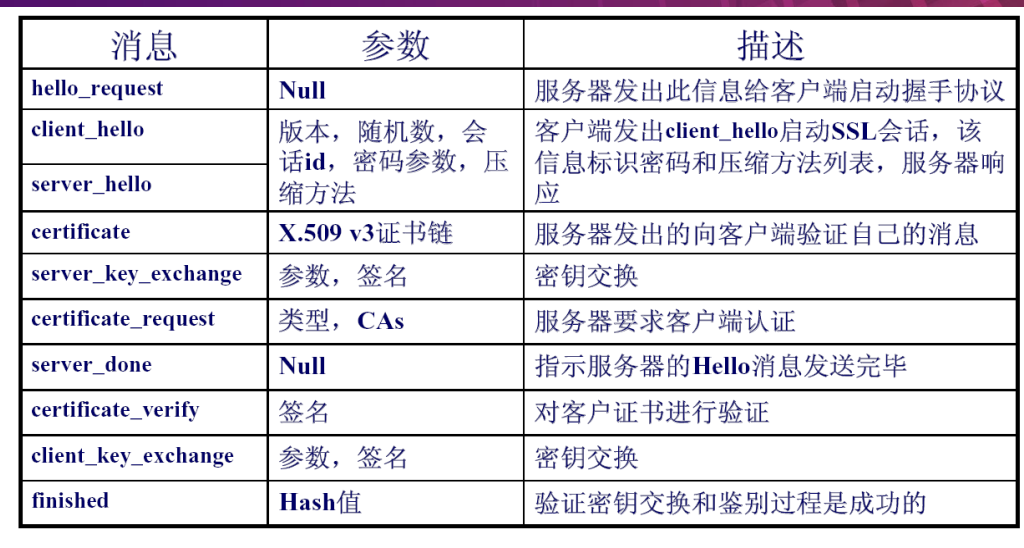 消息 参数 描述
hello_request Null 服务器发出此信息给客户端启动握手协议
client_hello
server_hello
版本，随机数，会
话id，密码参数，压
缩方法
客户端发出client_hello启动SSL会话，该
信息标识密码和压缩方法列表，服务器响
应
certificate X.509 v3证书链 服务器发出的向客户端验证自己的消息
server_key_exchange 参数，签名 密钥交换
certificate_request 类型，CAs 服务器要求客户端认证
server_done Null 指示服务器的Hello消息发送完毕
certificate_verify 签名 对客户证书进行验证
client_key_exchange 参数，签名 密钥交换
finished Hash值 验证密钥交换和鉴别过程是成功的